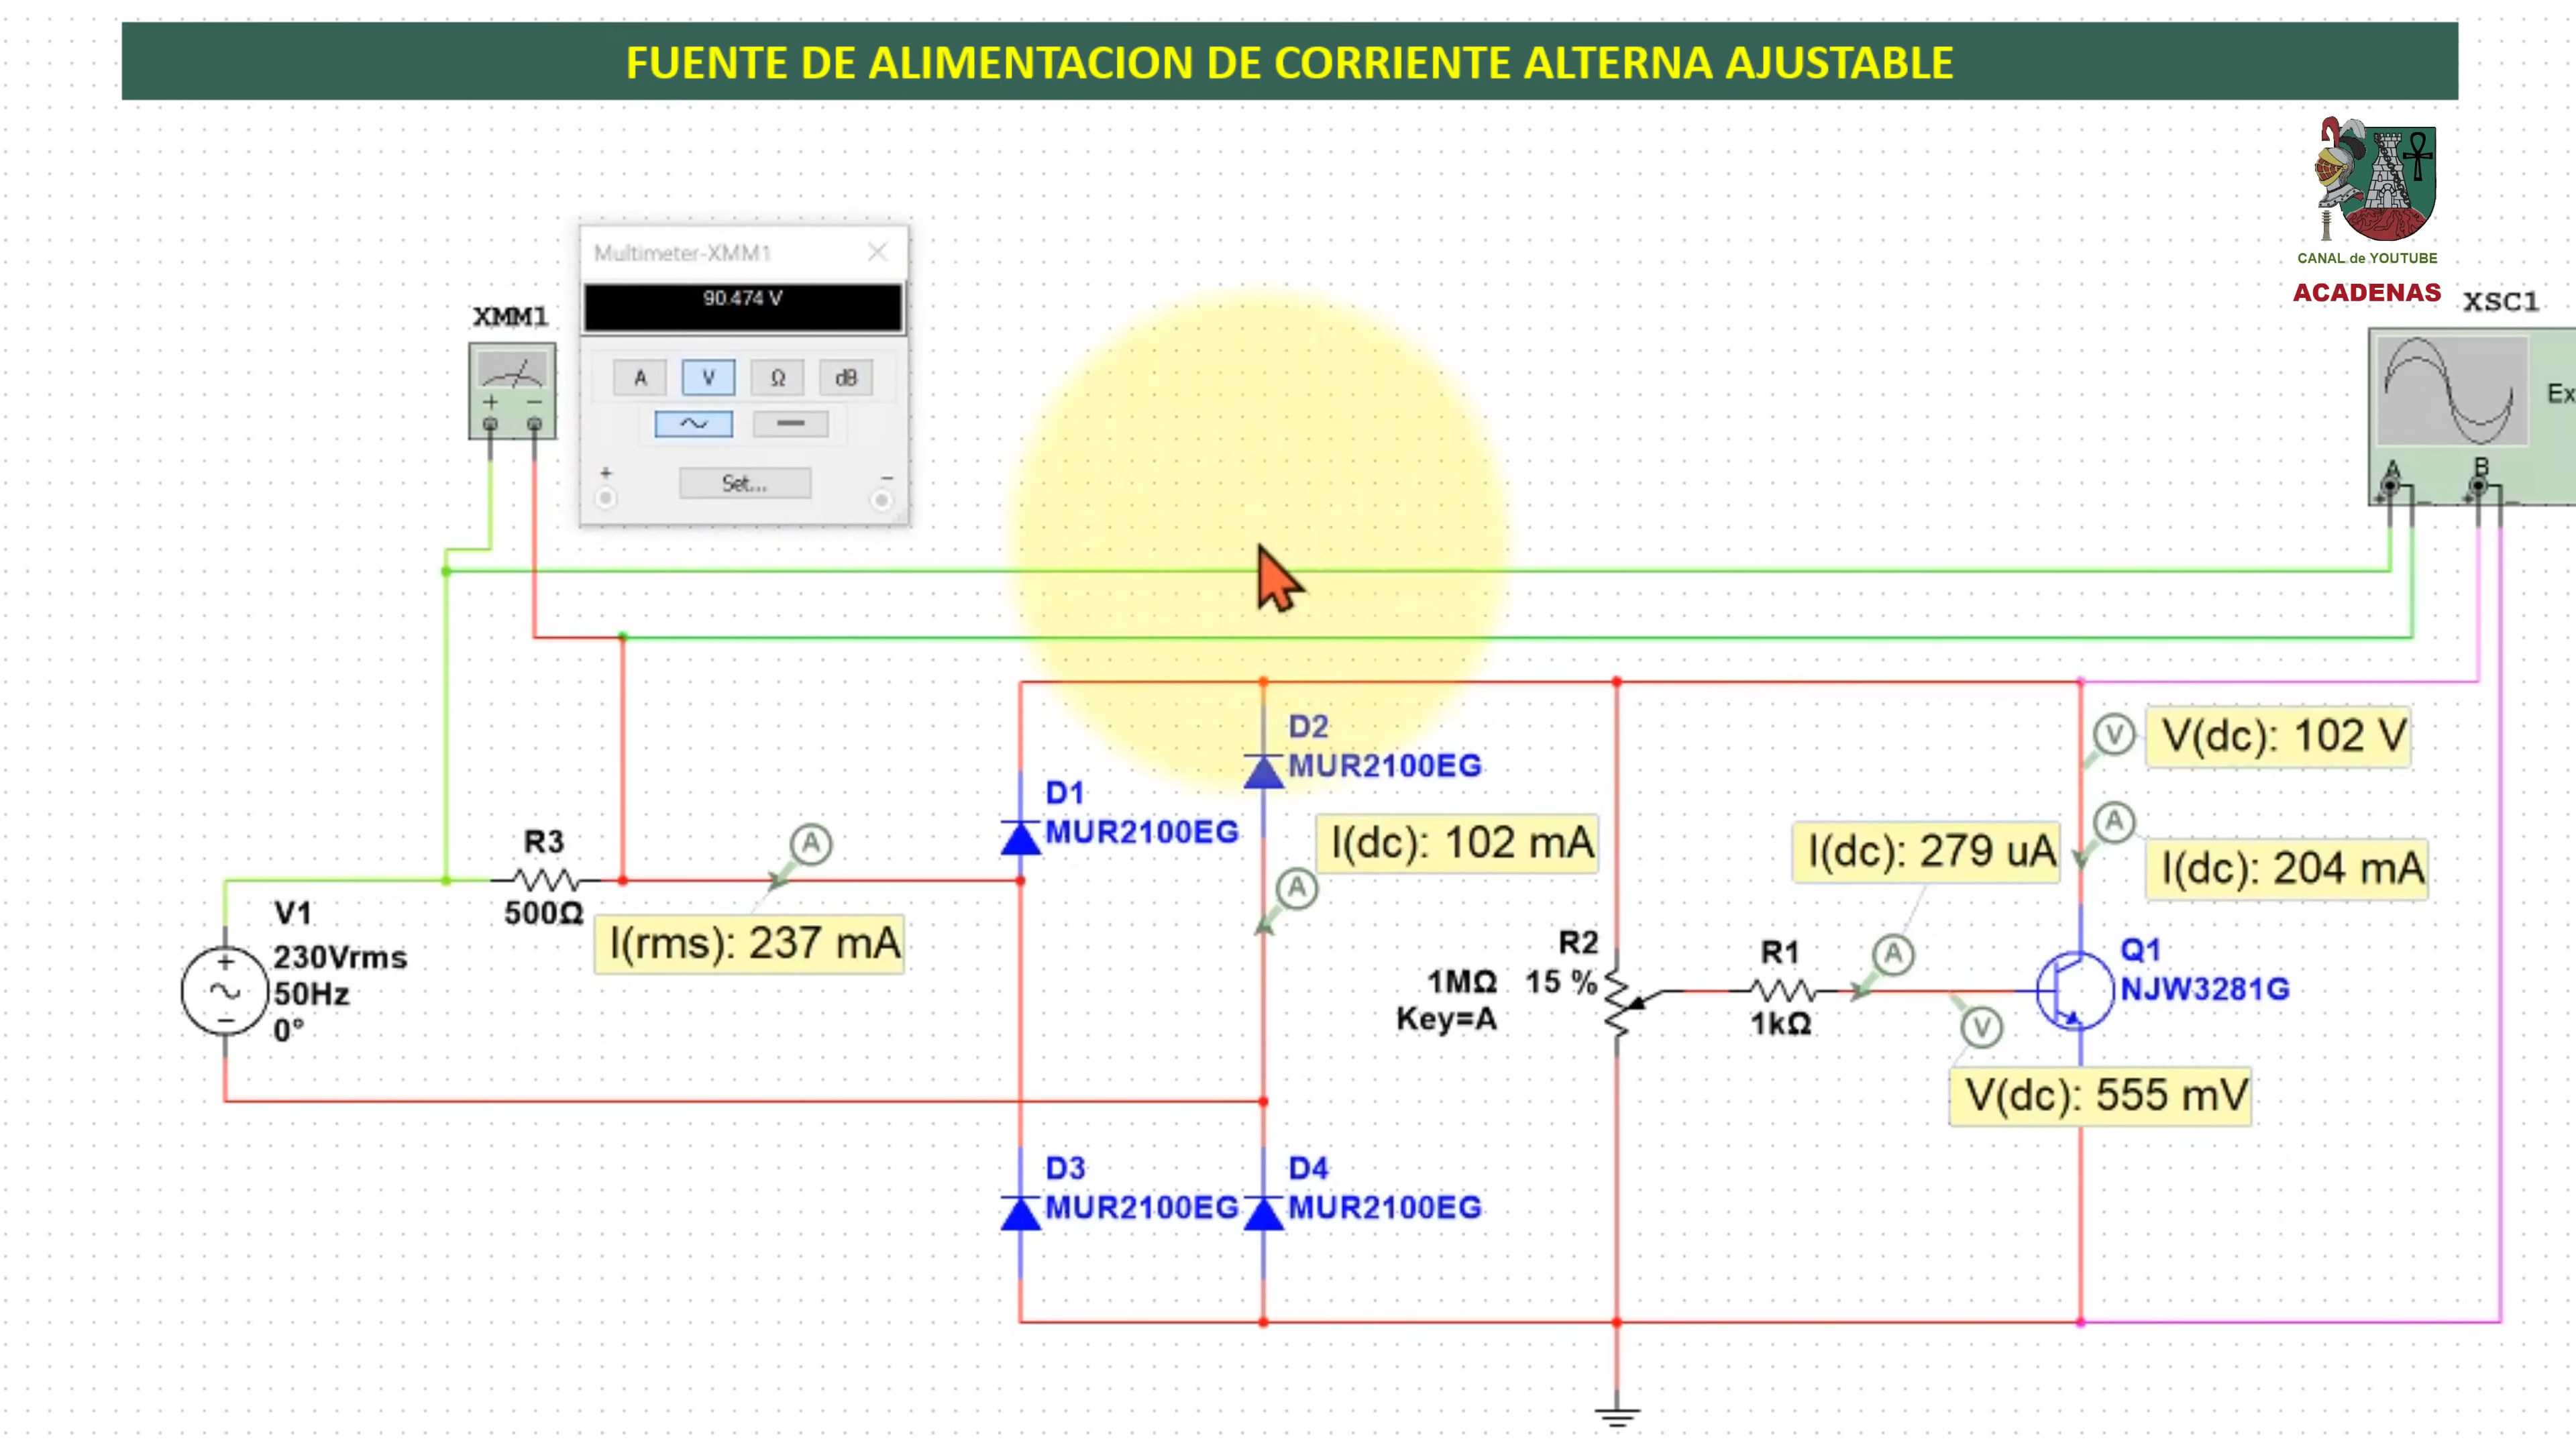 FUENTE DE ALIMENTACION DE CORRIENTE ALTERNA AJUSTABLE
CANAL de YOUTUBE
ACADENAS
XSC1
Multimeter-XMM1
90.474 V
XMM1
A V Ω dB
+ −
Set...
+ −
Ex
A B
+ − + −
D2
MUR2100EG
V
V(dc): 102 V
D1
MUR2100EG
A
I(dc): 102 mA
A
I(dc): 279 uA
A
I(dc): 204 mA
R3
500Ω
A
I(rms): 237 mA
V1
230Vrms
50Hz
0°
R2
1MΩ 15 %
Key=A
R1
1kΩ
A
Q1
NJW3281G
V
V(dc): 555 mV
D3
MUR2100EG
D4
MUR2100EG